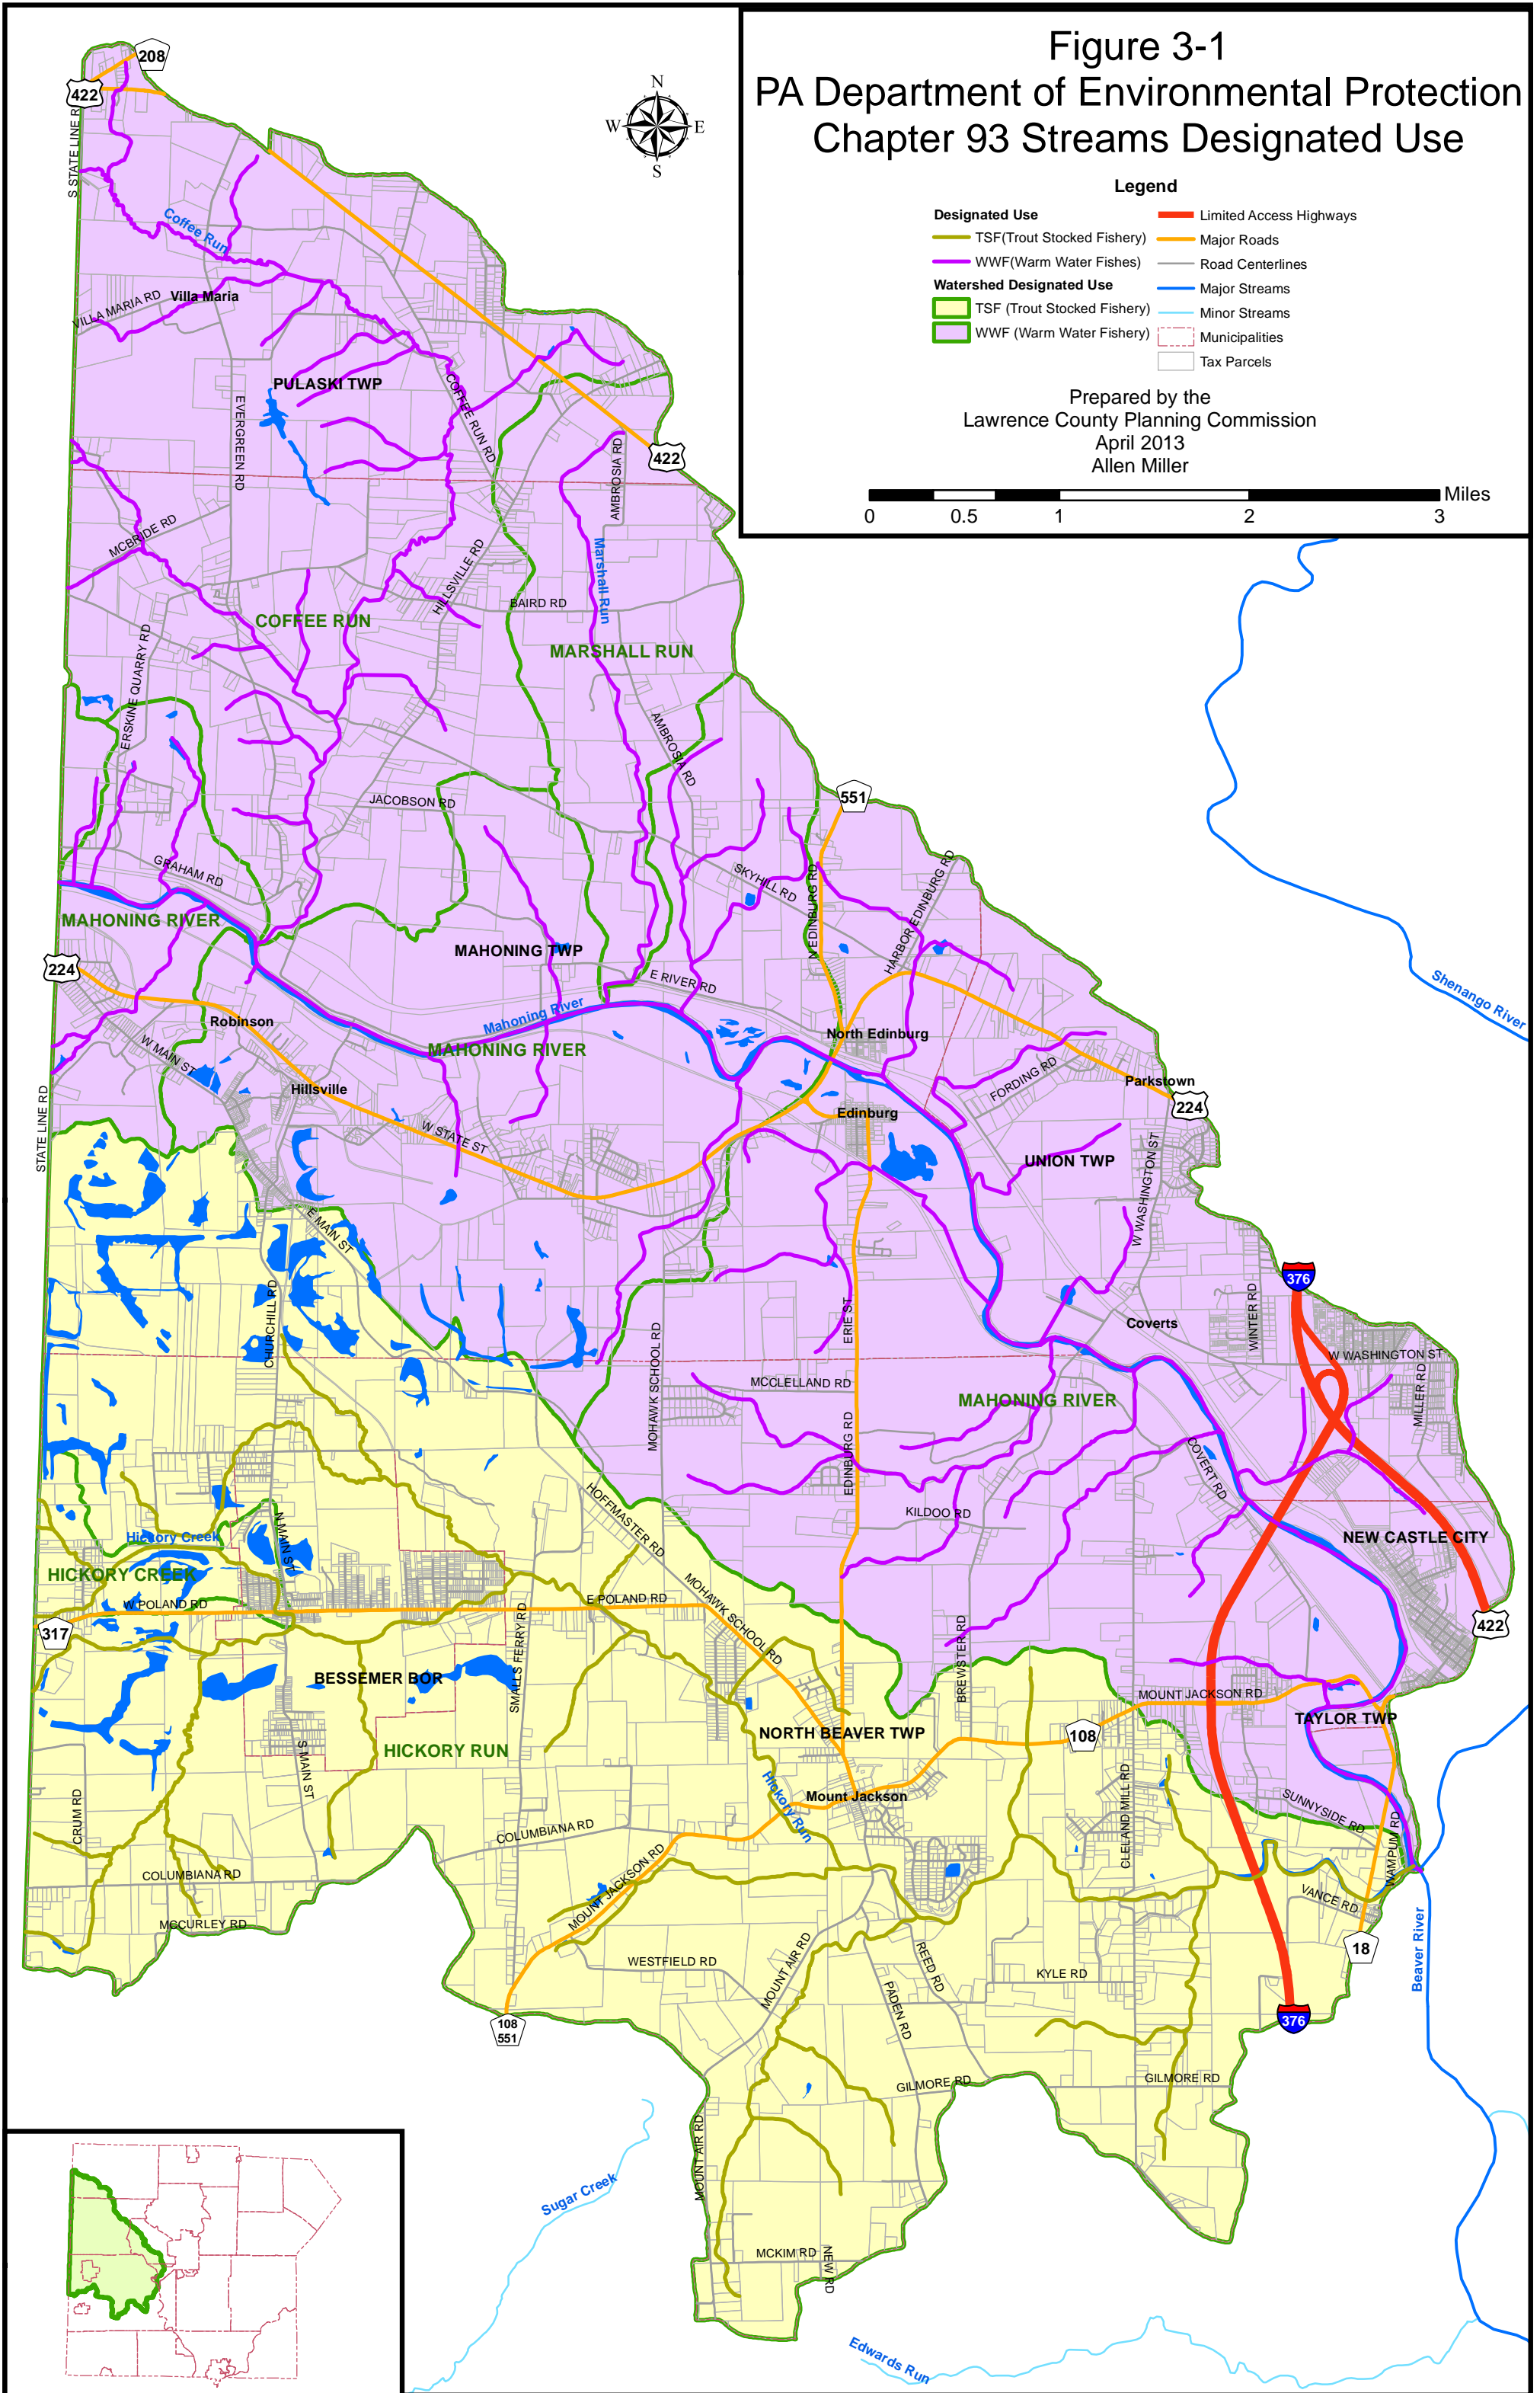 Figure 3-1
PA Department of Environmental Protection
Chapter 93 Streams Designated Use
Legend
Designated Use
TSF(Trout Stocked Fishery)
WWF(Warm Water Fishes)
Watershed Designated Use
TSF (Trout Stocked Fishery)
WWF (Warm Water Fishery)
Limited Access Highways
Major Roads
Road Centerlines
Major Streams
Minor Streams
Municipalities
Tax Parcels
Prepared by the
Lawrence County Planning Commission
April 2013
Allen Miller
Miles
0
0.5
1
2
3
N
W
E
S
208
422
S STATE LINE R
Coffee Run
VILLA MARIA RD
Villa Maria
PULASKI TWP
EVERGREEN RD
COFFEE RUN RD
422
AMBROSIA RD
MCBRIDE RD
HILLSVILLE RD
Marshall Run
BAIRD RD
COFFEE RUN
MARSHALL RUN
ERSKINE QUARRY RD
AMBROSIA RD
JACOBSON RD
551
GRAHAM RD
SKYHILL RD
N EDINBURG RD
HARBOR EDINBURG RD
MAHONING RIVER
MAHONING TWP
224
E RIVER RD
Shenango River
Mahoning River
Robinson
North Edinburg
W MAIN ST
MAHONING RIVER
Hillsville
FORDING RD
Parkstown
224
STATE LINE RD
Edinburg
W STATE ST
UNION TWP
W WASHINGTON ST
E MAIN ST
376
CHURCHILL RD
ERIE ST
Coverts
WINTER RD
W WASHINGTON ST
MOHAWK SCHOOL RD
MCCLELLAND RD
MAHONING RIVER
MILLER RD
EDINBURG RD
COVERT RD
HOFFMASTER RD
KILDOO RD
N MAIN ST
Hickory Creek
NEW CASTLE CITY
HICKORY CREEK
W POLAND RD
E POLAND RD
MOHAWK SCHOOL RD
317
422
SMALLS FERRY RD
BREWSTER RD
BESSEMER BOR
MOUNT JACKSON RD
NORTH BEAVER TWP
TAYLOR TWP
108
HICKORY RUN
S MAIN ST
Hickory Run
Mount Jackson
CRUM RD
CLELAND MILL RD
SUNNYSIDE RD
WAMPUM RD
COLUMBIANA RD
COLUMBIANA RD
MOUNT JACKSON RD
VANCE RD
MCCURLEY RD
18
WESTFIELD RD
MOUNT AIR RD
REED RD
KYLE RD
PADEN RD
Beaver River
108
551
376
GILMORE RD
GILMORE RD
MOUNT AIR RD
Sugar Creek
MCKIM RD
NEW RD
Edwards Run